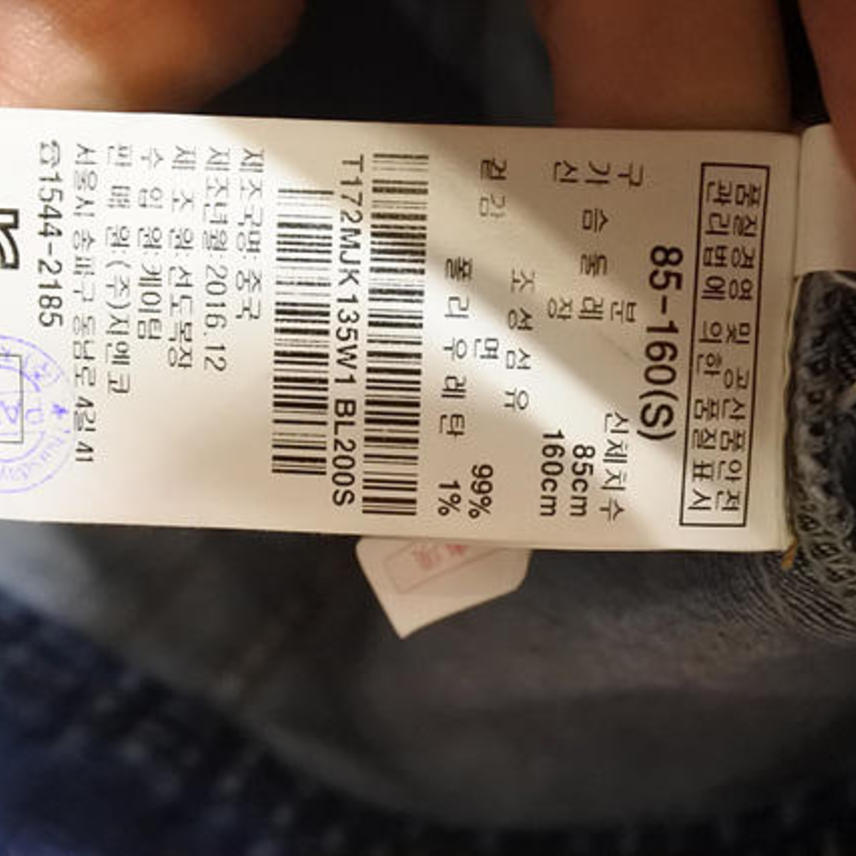 품질경영 및 공산품안전
관리법에 의한 품질표시
85-160(S)
구 분 신체치수
가슴둘레 85cm
신 장 160cm
조성섬유
겉감 면 99%
폴리우레탄 1%
T172MJK135W1 BL200S
제조국명: 중국
제조년월: 2016.12
제 조 원: 선도복장
수 입 원: 케이팀
판 매 원: (주)지엔코
서울시 송파구 동남로 4길 41
☎1544-2185